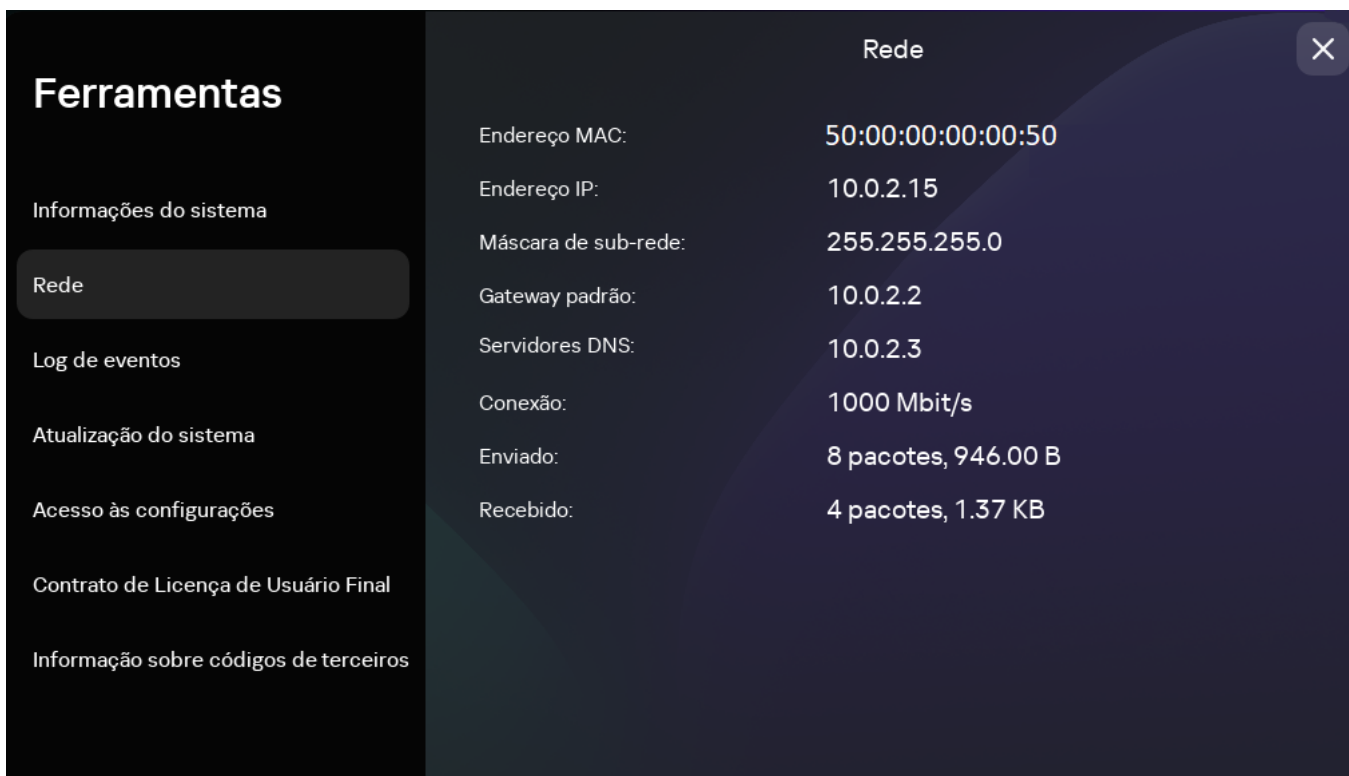 Ferramentas
Informações do sistema
Rede
Log de eventos
Atualização do sistema
Acesso às configurações
Contrato de Licença de Usuário Final
Informação sobre códigos de terceiros
Rede
Endereço MAC: 50:00:00:00:00:50
Endereço IP: 10.0.2.15
Máscara de sub-rede: 255.255.255.0
Gateway padrão: 10.0.2.2
Servidores DNS: 10.0.2.3
Conexão: 1000 Mbit/s
Enviado: 8 pacotes, 946.00 B
Recebido: 4 pacotes, 1.37 KB